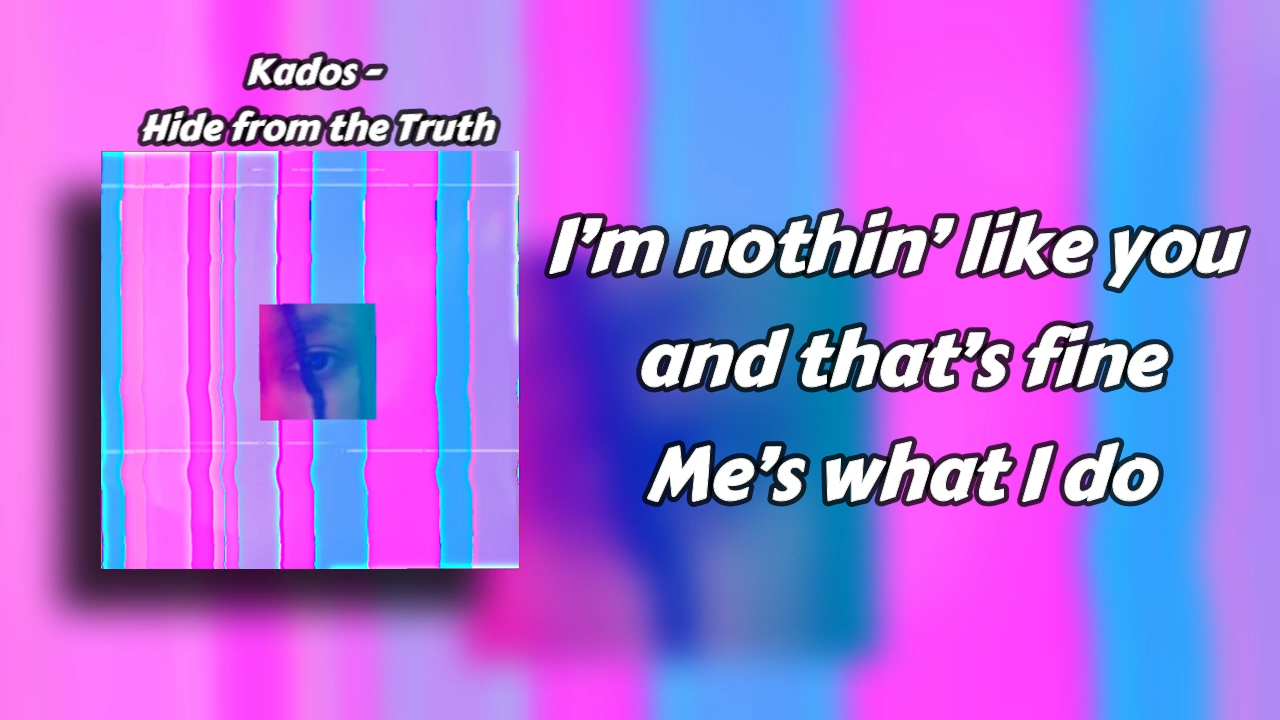 Kados -
Hide from the Truth
I’m nothin’ like you
and that’s fine
Me’s what I do